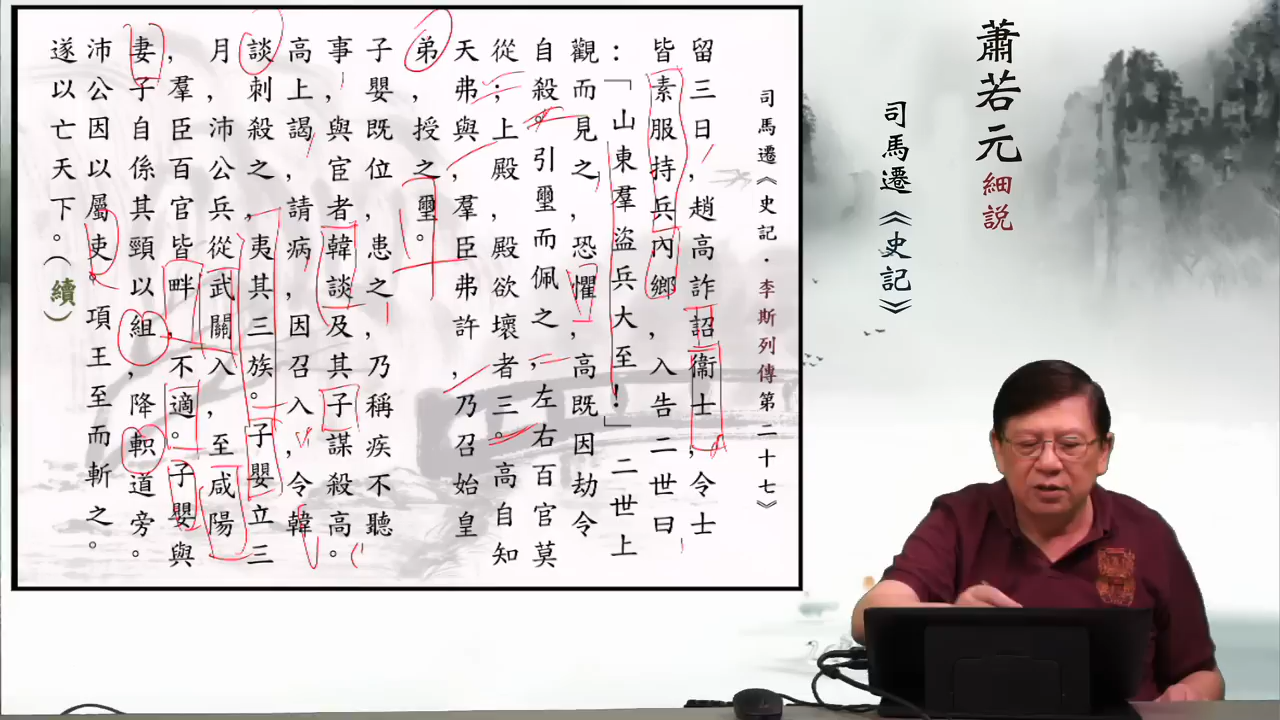 蕭若元細説
司馬遷《史記》
司馬遷《史記．李斯列傳第二十七》
留三日，趙高詐詔衞士，令士
皆素服持兵內鄉，入告二世曰
：「山東羣盜兵大至！」二世上
觀而見之，恐懼，高既因劫令
自殺。引璽而佩之，左右百官莫
從；上殿，殿欲壞者三。高自知
天弗與，羣臣弗許，乃召始皇
弟，授之璽。
子嬰既位，患之，乃稱疾不聽
事，與宦者韓談及其子謀殺高。
高上謁，請病，因召入，令韓
談刺殺之，夷其三族。子嬰立三
月，沛公兵從武關入，至咸陽
，羣臣百官皆畔，不適。子嬰與
妻子自係其頸以組，降軹道旁。
沛公因以屬吏。項王至而斬之。
遂以亡天下。（續）